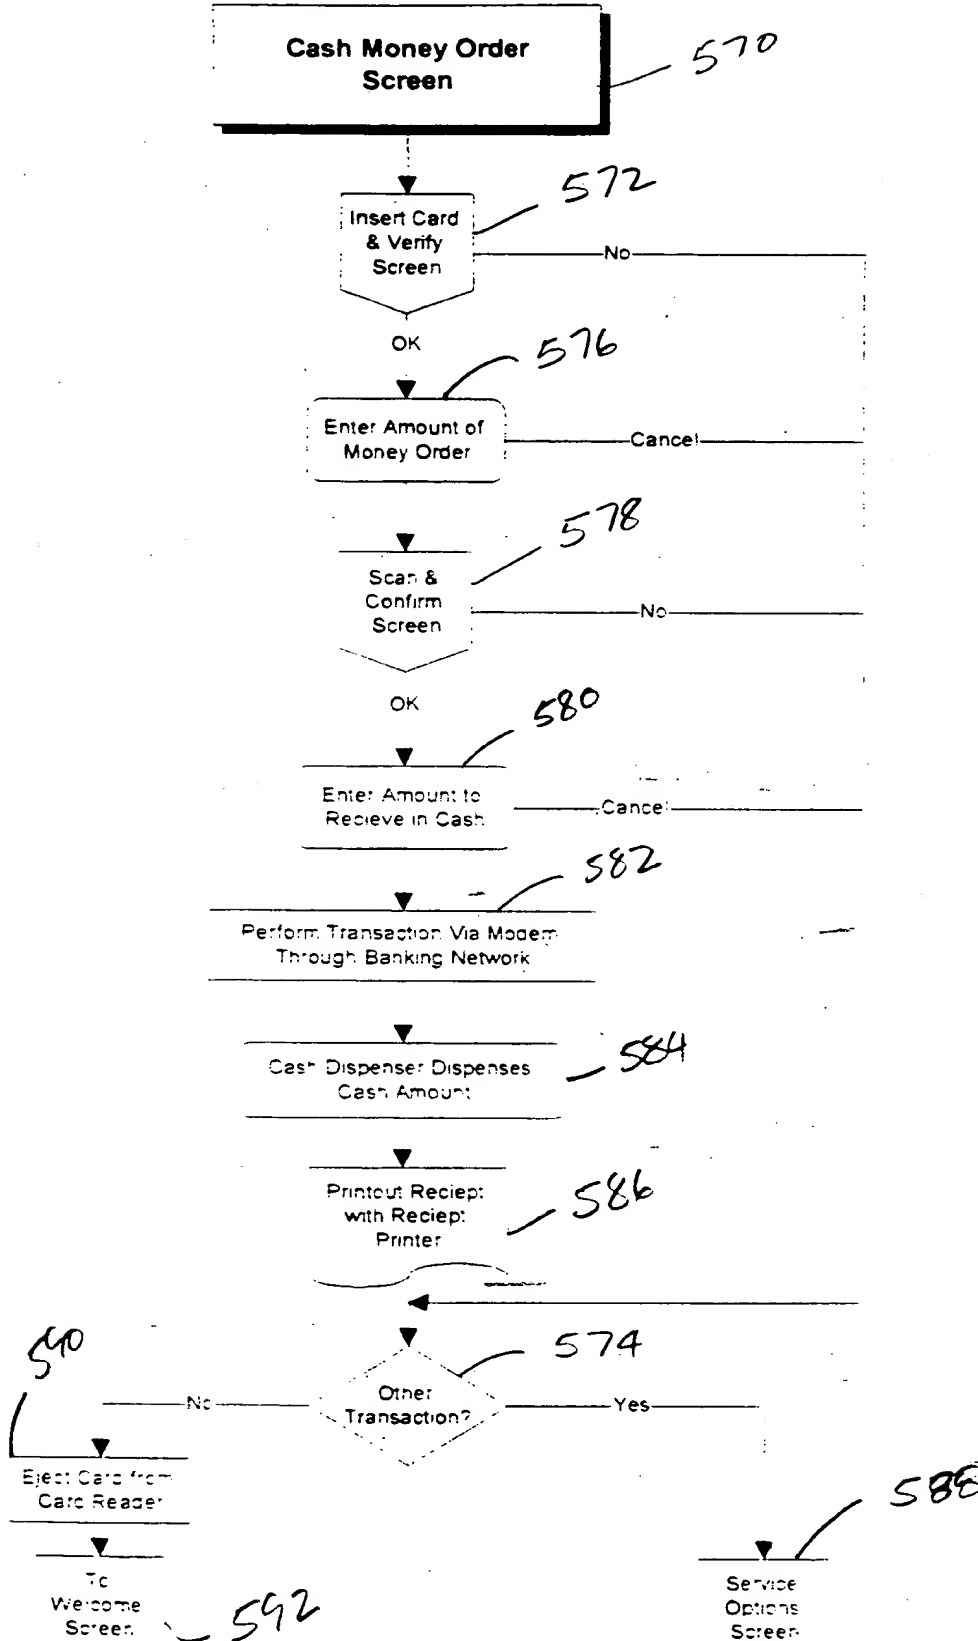 Cash Money Order
Screen
570
572
Insert Card
& Verify
Screen
No
OK
576
Enter Amount of
Money Order
Cancel
578
Scan &
Confirm
Screen
No
OK
580
Enter Amount to
Recieve in Cash
Cancel
582
Perform Transaction Via Modem
Through Banking Network
Cash Dispenser Dispenses
Cash Amount
584
Printout Reciept
with Reciept
Printer
586
590
574
Other
Transaction?
No
Yes
Eject Card from
Card Reader
588
To
Welcome
Screen
592
Service
Options
Screen